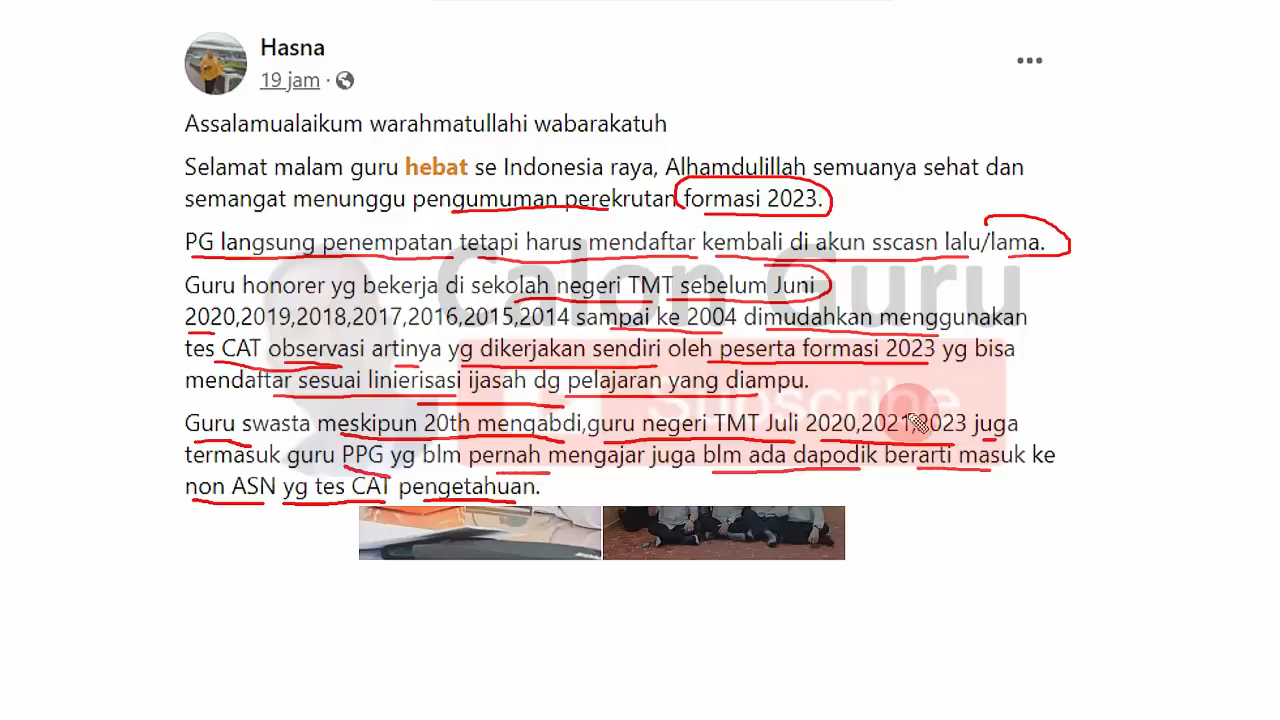 Hasna
19 jam ·
Assalamualaikum warahmatullahi wabarakatuh
Selamat malam guru hebat se Indonesia raya, Alhamdulillah semuanya sehat dan
semangat menunggu pengumuman perekrutan formasi 2023.
PG langsung penempatan tetapi harus mendaftar kembali di akun sscasn lalu/lama.
Calon Guru
Guru honorer yg bekerja di sekolah negeri TMT sebelum Juni
2020,2019,2018,2017,2016,2015,2014 sampai ke 2004 dimudahkan menggunakan
tes CAT observasi artinya yg dikerjakan sendiri oleh peserta formasi 2023 yg bisa
mendaftar sesuai linierisasi ijasah dg pelajaran yang diampu.
Subscribe
Guru swasta meskipun 20th mengabdi,guru negeri TMT Juli 2020,2021,2023 juga
termasuk guru PPG yg blm pernah mengajar juga blm ada dapodik berarti masuk ke
non ASN yg tes CAT pengetahuan.